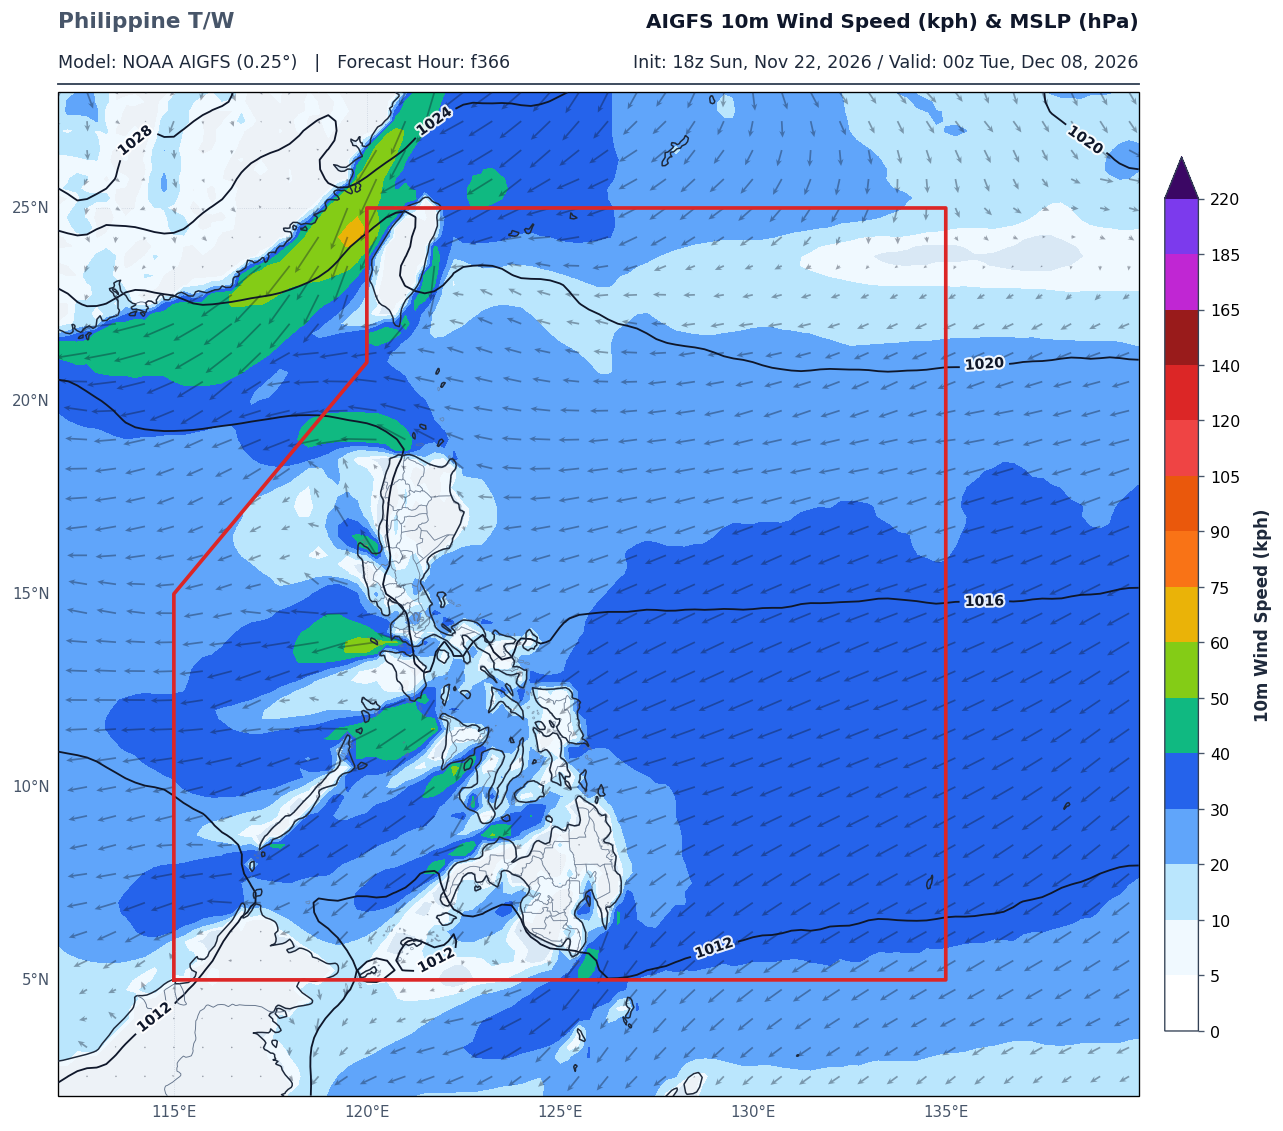 Philippine T/W
AIGFS 10m Wind Speed (kph) & MSLP (hPa)
Model: NOAA AIGFS (0.25°)   |   Forecast Hour: f366
Init: 18z Sun, Nov 22, 2026 / Valid: 00z Tue, Dec 08, 2026
1028
1024
1020
1020
1016
1012
1012
1012
25°N
20°N
15°N
10°N
5°N
115°E
120°E
125°E
130°E
135°E
220
185
165
140
120
105
90
75
60
50
40
30
20
10
5
0
10m Wind Speed (kph)